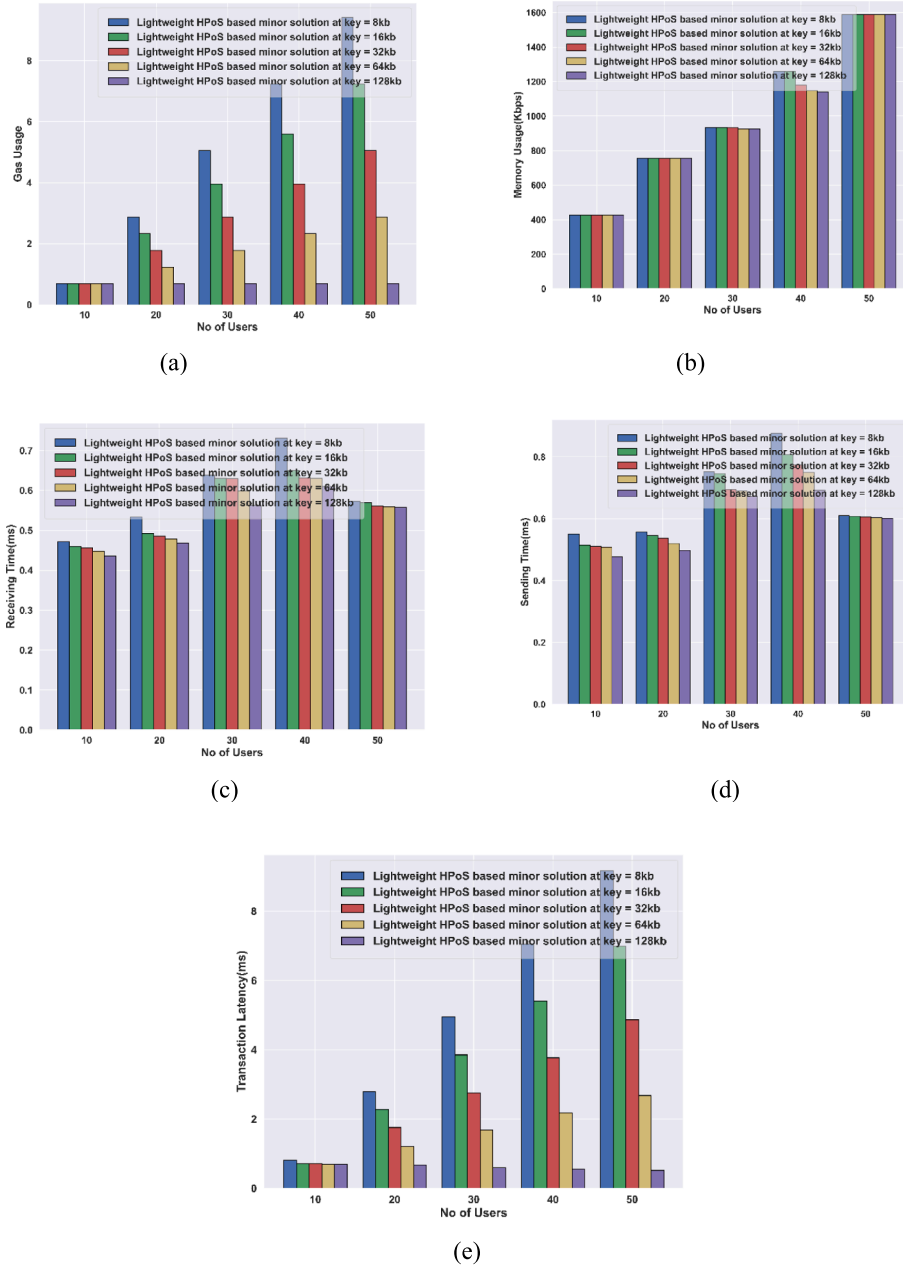 Lightweight HPoS based minor solution at key = 8kb
Lightweight HPoS based minor solution at key = 16kb
Lightweight HPoS based minor solution at key = 32kb
Lightweight HPoS based minor solution at key = 64kb
Lightweight HPoS based minor solution at key = 128kb
8
6
4
2
0
Gas Usage
10 20 30 40 50
No of Users
(a)
Lightweight HPoS based minor solution at key = 8kb
Lightweight HPoS based minor solution at key = 16kb
Lightweight HPoS based minor solution at key = 32kb
Lightweight HPoS based minor solution at key = 64kb
Lightweight HPoS based minor solution at key = 128kb
1600
1400
1200
1000
800
600
400
200
0
Memory Usage(Kbps)
10 20 30 40 50
No of Users
(b)
Lightweight HPoS based minor solution at key = 8kb
Lightweight HPoS based minor solution at key = 16kb
Lightweight HPoS based minor solution at key = 32kb
Lightweight HPoS based minor solution at key = 64kb
Lightweight HPoS based minor solution at key = 128kb
0.7
0.6
0.5
0.4
0.3
0.2
0.1
0.0
Receiving Time(ms)
10 20 30 40 50
No of Users
(c)
Lightweight HPoS based minor solution at key = 8kb
Lightweight HPoS based minor solution at key = 16kb
Lightweight HPoS based minor solution at key = 32kb
Lightweight HPoS based minor solution at key = 64kb
Lightweight HPoS based minor solution at key = 128kb
0.8
0.6
0.4
0.2
0.0
Sending Time(ms)
10 20 30 40 50
No of Users
(d)
Lightweight HPoS based minor solution at key = 8kb
Lightweight HPoS based minor solution at key = 16kb
Lightweight HPoS based minor solution at key = 32kb
Lightweight HPoS based minor solution at key = 64kb
Lightweight HPoS based minor solution at key = 128kb
8
6
4
2
0
Transaction Latency(ms)
10 20 30 40 50
No of Users
(e)